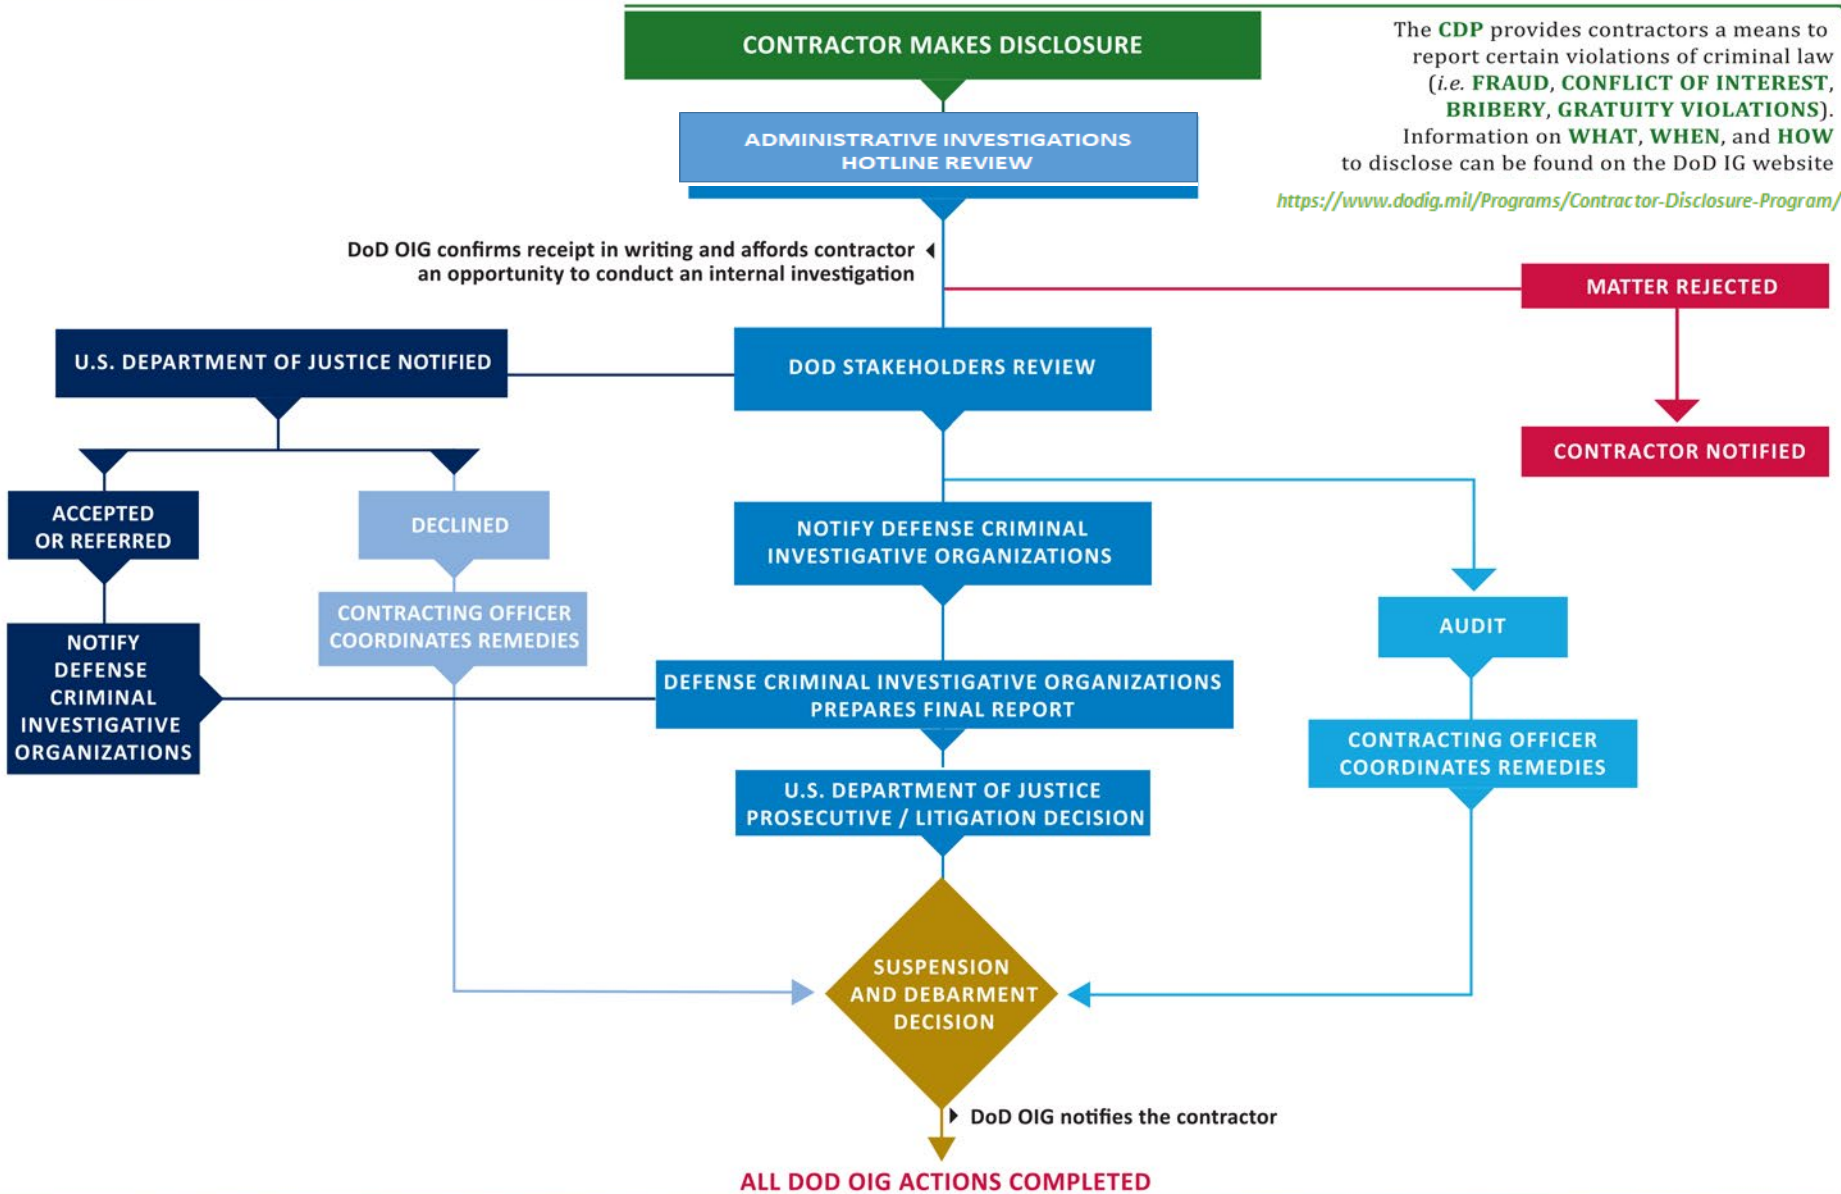 CONTRACTOR MAKES DISCLOSURE
The CDP provides contractors a means to
report certain violations of criminal law
(i.e. FRAUD, CONFLICT OF INTEREST,
BRIBERY, GRATUITY VIOLATIONS).
Information on WHAT, WHEN, and HOW
to disclose can be found on the DoD IG website
https://www.dodig.mil/Programs/Contractor-Disclosure-Program/
ADMINISTRATIVE INVESTIGATIONS
HOTLINE REVIEW
DoD OIG confirms receipt in writing and affords contractor
an opportunity to conduct an internal investigation
MATTER REJECTED
CONTRACTOR NOTIFIED
U.S. DEPARTMENT OF JUSTICE NOTIFIED
DOD STAKEHOLDERS REVIEW
ACCEPTED
OR REFERRED
DECLINED
NOTIFY DEFENSE CRIMINAL
INVESTIGATIVE ORGANIZATIONS
CONTRACTING OFFICER
COORDINATES REMEDIES
AUDIT
NOTIFY
DEFENSE
CRIMINAL
INVESTIGATIVE
ORGANIZATIONS
DEFENSE CRIMINAL INVESTIGATIVE ORGANIZATIONS
PREPARES FINAL REPORT
CONTRACTING OFFICER
COORDINATES REMEDIES
U.S. DEPARTMENT OF JUSTICE
PROSECUTIVE / LITIGATION DECISION
SUSPENSION
AND DEBARMENT
DECISION
DoD OIG notifies the contractor
ALL DOD OIG ACTIONS COMPLETED